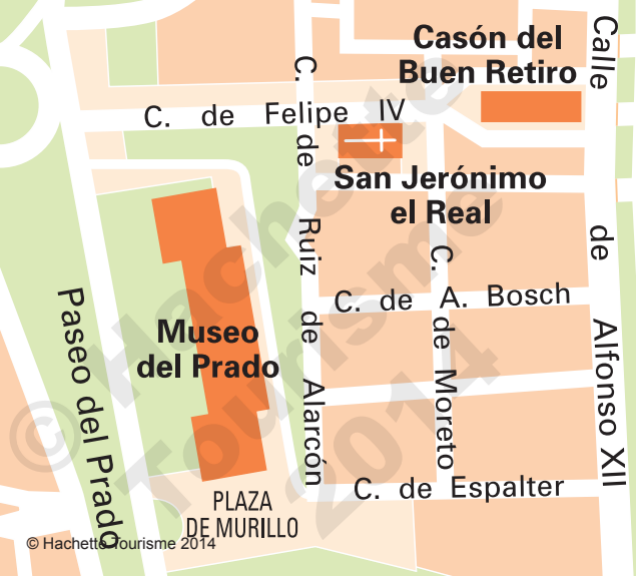 Casón del
Buen Retiro
Calle de Alfonso XII
C. de Felipe IV
C. de Ruiz de Alarcón
San Jerónimo
el Real
C. de Moreto
C. de A. Bosch
Museo
del Prado
Paseo del Prado
C. de Espalter
PLAZA
DE MURILLO
© Hachette Tourisme 2014
© Hachette
Tourisme
2014